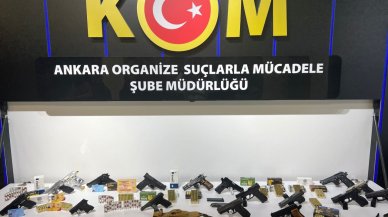 KOM
ANKARA ORGANİZE SUÇLARLA MÜCADELE
ŞUBE MÜDÜRLÜĞÜ